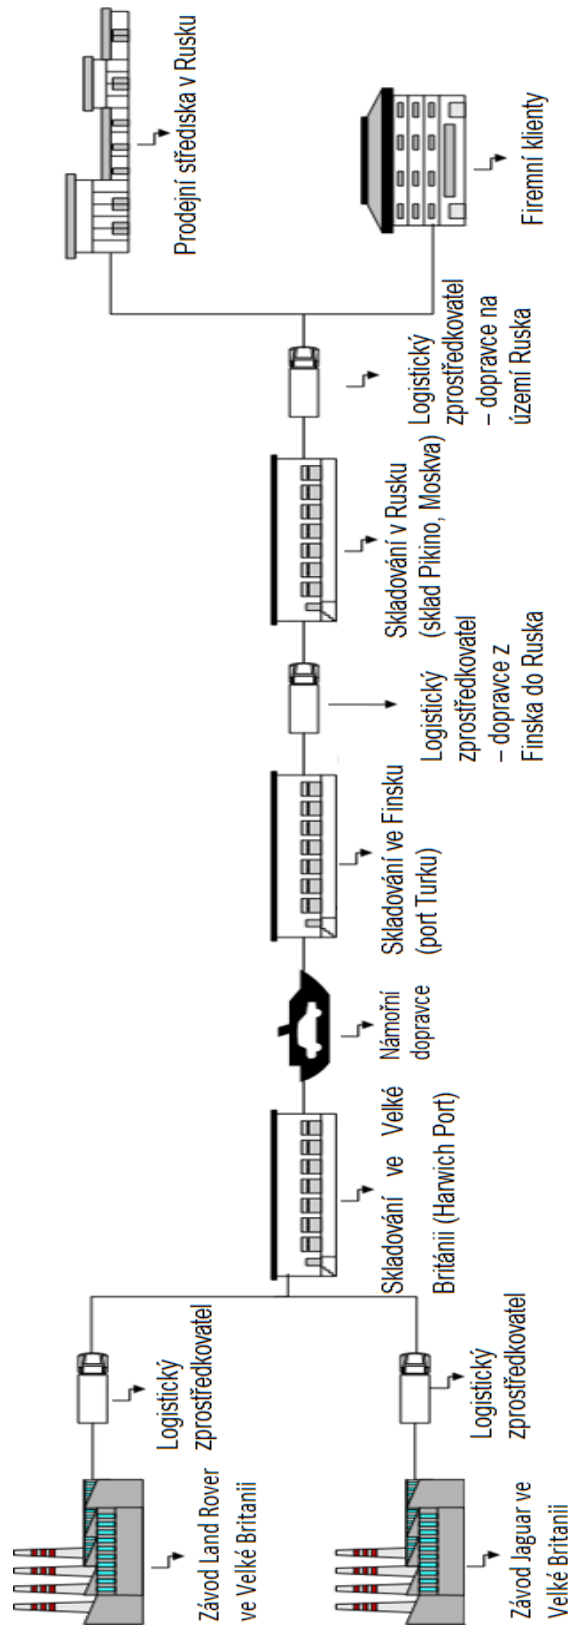 Závod Land Rover
ve Velké Britanii
Logistický
zprostředkovatel
Závod Jaguar ve
Velké Britanii
Logistický
zprostředkovatel
Skladování ve Velké
Británii (Harwich Port)
Námořní
dopravce
Skladování ve Finsku
(port Turku)
Logistický
zprostředkovatel
– dopravce z
Finska do Ruska
Skladování v Rusku
(sklad Pikino, Moskva)
Logistický
zprostředkovatel
– dopravce na
území Ruska
Prodejní střediska v Rusku
Firemní klienty